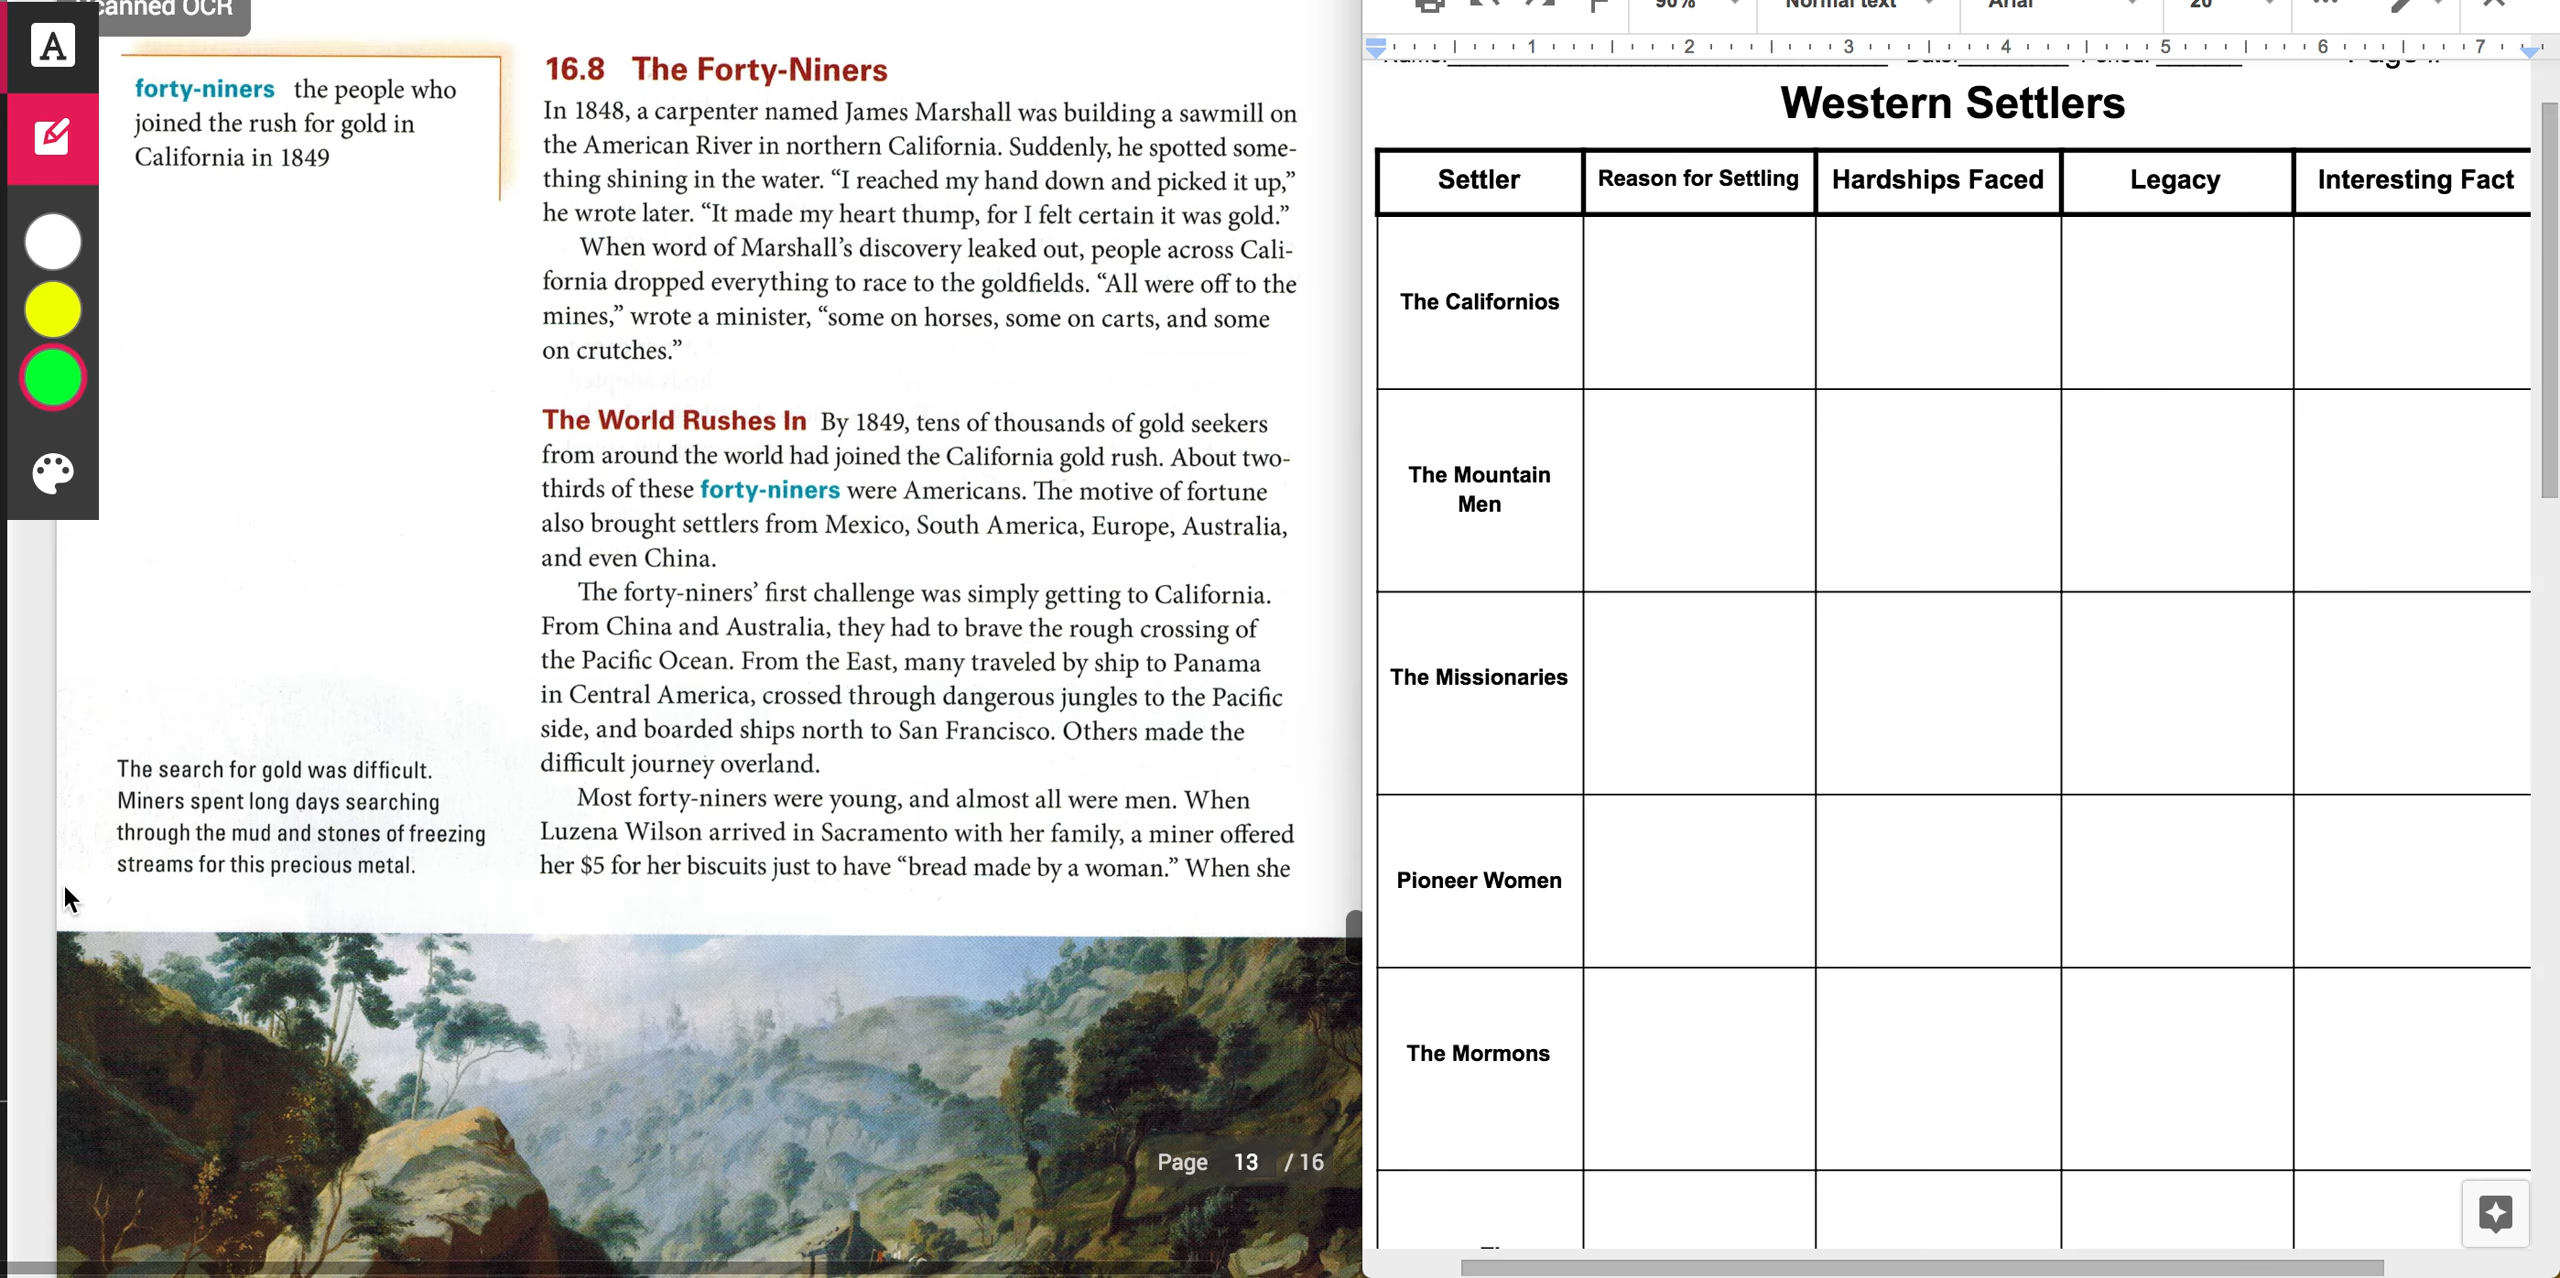 Scanned OCR
A
forty-niners the people who
joined the rush for gold in
California in 1849
16.8 The Forty-Niners
In 1848, a carpenter named James Marshall was building a sawmill on
the American River in northern California. Suddenly, he spotted some-
thing shining in the water. “I reached my hand down and picked it up,”
he wrote later. “It made my heart thump, for I felt certain it was gold.”
When word of Marshall’s discovery leaked out, people across Cali-
fornia dropped everything to race to the goldfields. “All were off to the
mines,” wrote a minister, “some on horses, some on carts, and some
on crutches.”
The World Rushes In By 1849, tens of thousands of gold seekers
from around the world had joined the California gold rush. About two-
thirds of these forty-niners were Americans. The motive of fortune
also brought settlers from Mexico, South America, Europe, Australia,
and even China.
The forty-niners’ first challenge was simply getting to California.
From China and Australia, they had to brave the rough crossing of
the Pacific Ocean. From the East, many traveled by ship to Panama
in Central America, crossed through dangerous jungles to the Pacific
side, and boarded ships north to San Francisco. Others made the
difficult journey overland.
Most forty-niners were young, and almost all were men. When
Luzena Wilson arrived in Sacramento with her family, a miner offered
her $5 for her biscuits just to have “bread made by a woman.” When she
The search for gold was difficult.
Miners spent long days searching
through the mud and stones of freezing
streams for this precious metal.
Page 13 / 16
90% Normal text Arial 20
1 2 3 4 5 6 7
Name: Date: Period: Page #
Western Settlers
Settler Reason for Settling Hardships Faced Legacy Interesting Fact
The Californios
The Mountain
Men
The Missionaries
Pioneer Women
The Mormons